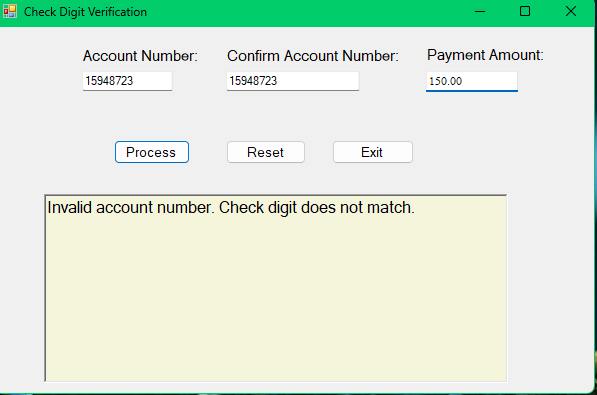 Check Digit Verification
Account Number: Confirm Account Number: Payment Amount:
15948723 15948723 150.00
Process Reset Exit
Invalid account number. Check digit does not match.